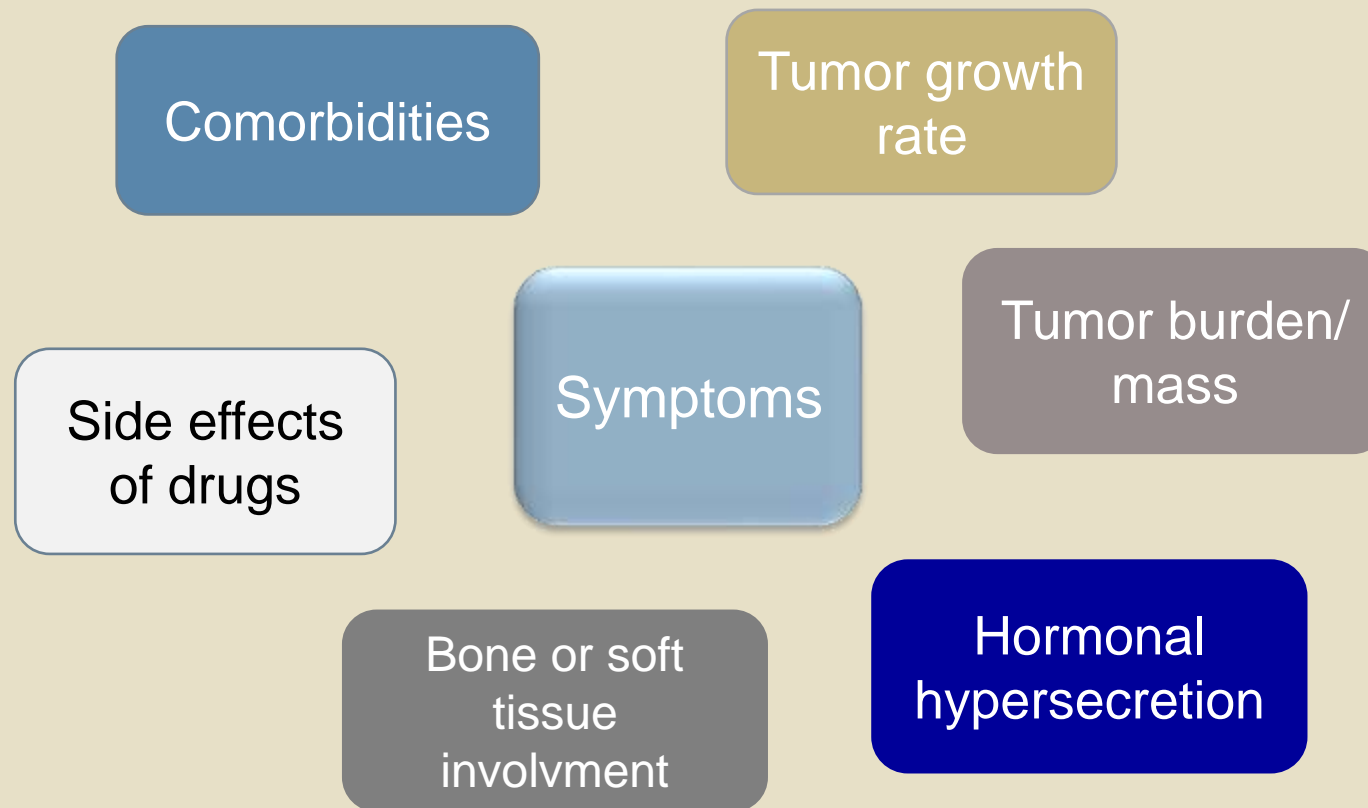 Comorbidities
Tumor growth
rate
Tumor burden/
mass
Symptoms
Side effects
of drugs
Hormonal
hypersecretion
Bone or soft
tissue
involvment